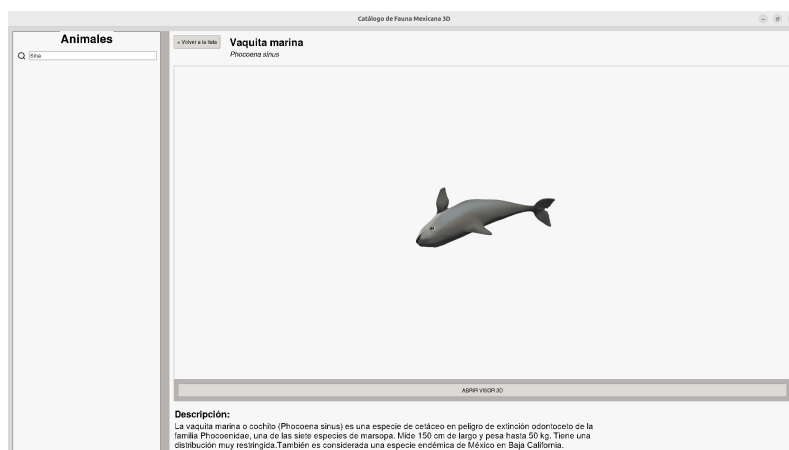 Catálogo de Fauna Mexicana 3D
Animales
Sina
« Volver a la lista
Vaquita marina
Phocoena sinus
ABRIR VISOR 3D
Descripción:
La vaquita marina o cochito (Phocoena sinus) es una especie de cetáceo en peligro de extinción odontoceto de la
familia Phocoenidae, una de las siete especies de marsopa. Mide 150 cm de largo y pesa hasta 50 kg. Tiene una
distribución muy restringida.También es considerada una especie endémica de México en Baja California.